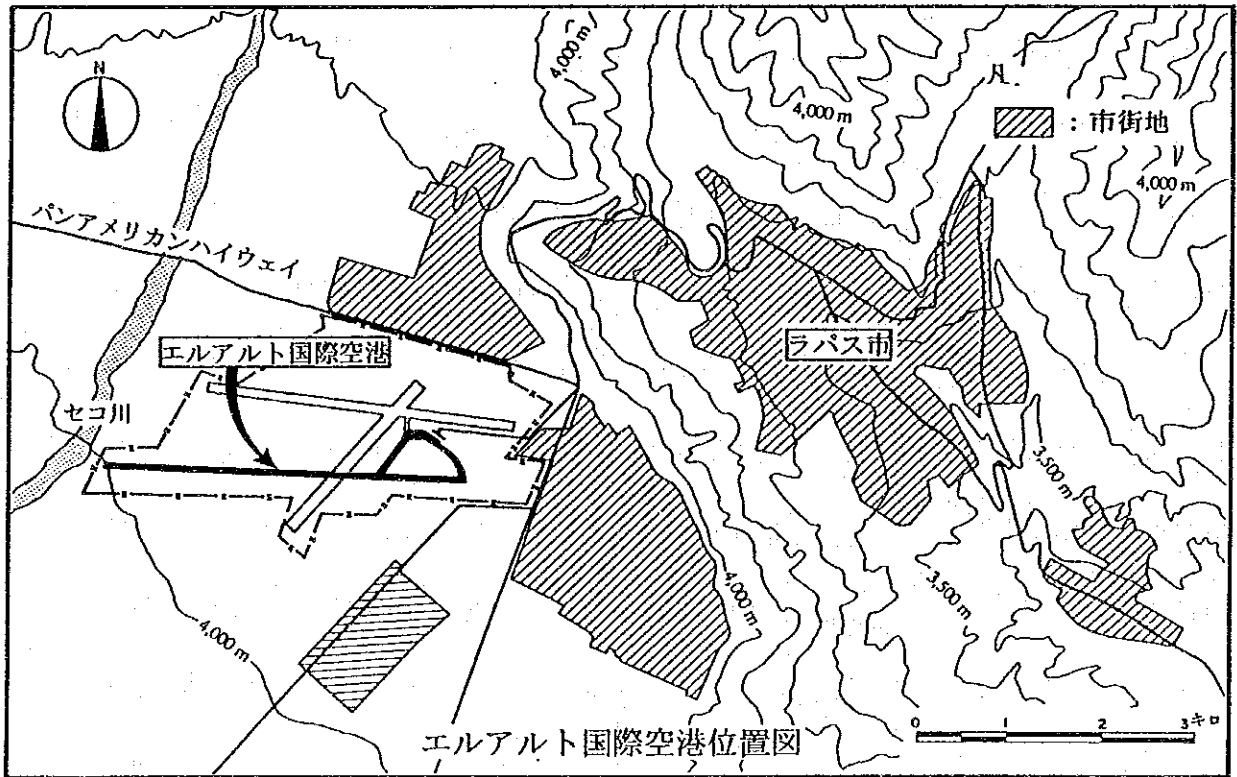 N
4,000 m
4,000 m
凡.
: 市街地
4,000 m
パンアメリカンハイウェイ
エルアルト国際空港
ラパス市
セコ川
3,500 m
4,000 m
3,500 m
4,000 m
0 1 2 3キロ
エルアルト国際空港位置図